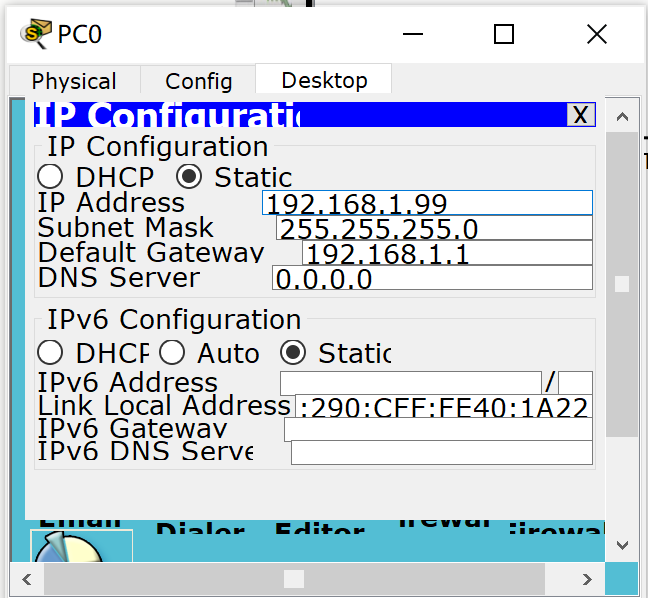 PC0
Physical Config Desktop
IP Configurati
X
IP Configuration
DHCP Static
IP Address 192.168.1.99
Subnet Mask 255.255.255.0
Default Gateway 192.168.1.1
DNS Server 0.0.0.0
IPv6 Configuration
DHCP Auto Static
IPv6 Address /
Link Local Address :290:CFF:FE40:1A22
IPv6 Gateway
IPv6 DNS Serve
Email Dialer Editor irewal irewal